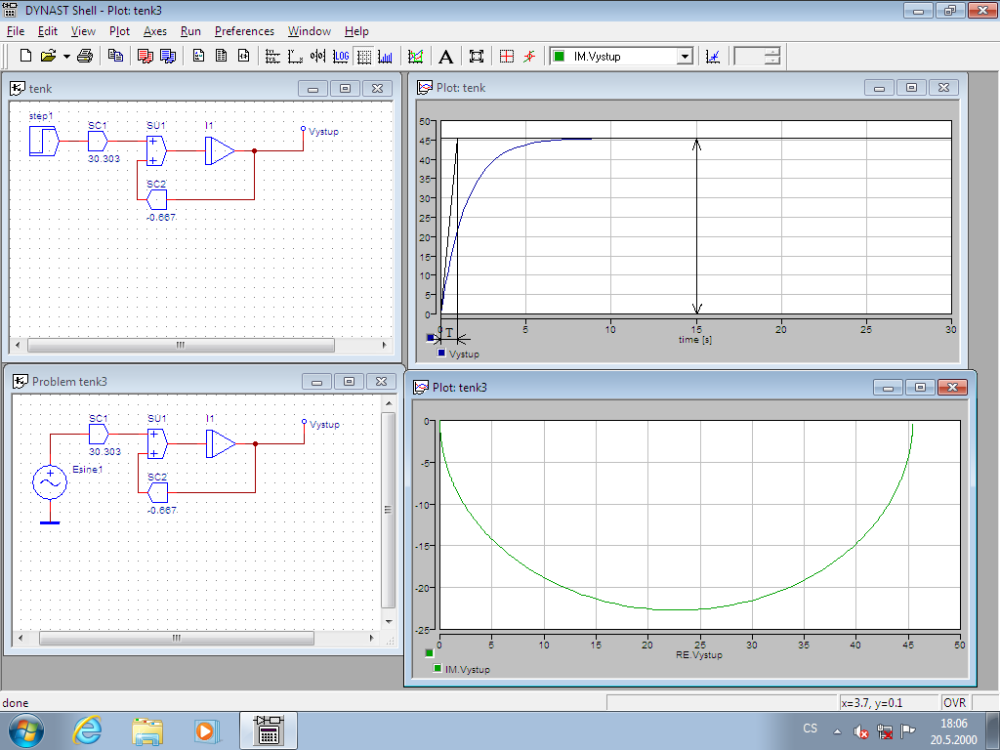 DYNAST Shell - Plot: tenk3
File Edit View Plot Axes Run Preferences Window Help
LOG A IM.Vystup
tenk
step1
SC1
SU1
I1
Vystup
30.303
SC2
-0.667
Plot: tenk
50
45
40
35
30
25
20
15
10
5
0
0 5 10 15 20 25 30
T
time [s]
Vystup
Problem tenk3
SC1
SU1
I1
Vystup
30.303
Esine1
SC2
-0.667
Plot: tenk3
0
-5
-10
-15
-20
-25
0 5 10 15 20 25 30 35 40 45 50
RE.Vystup
IM.Vystup
done
x=3.7, y=0.1
OVR
CS
18:06
20.5.2000